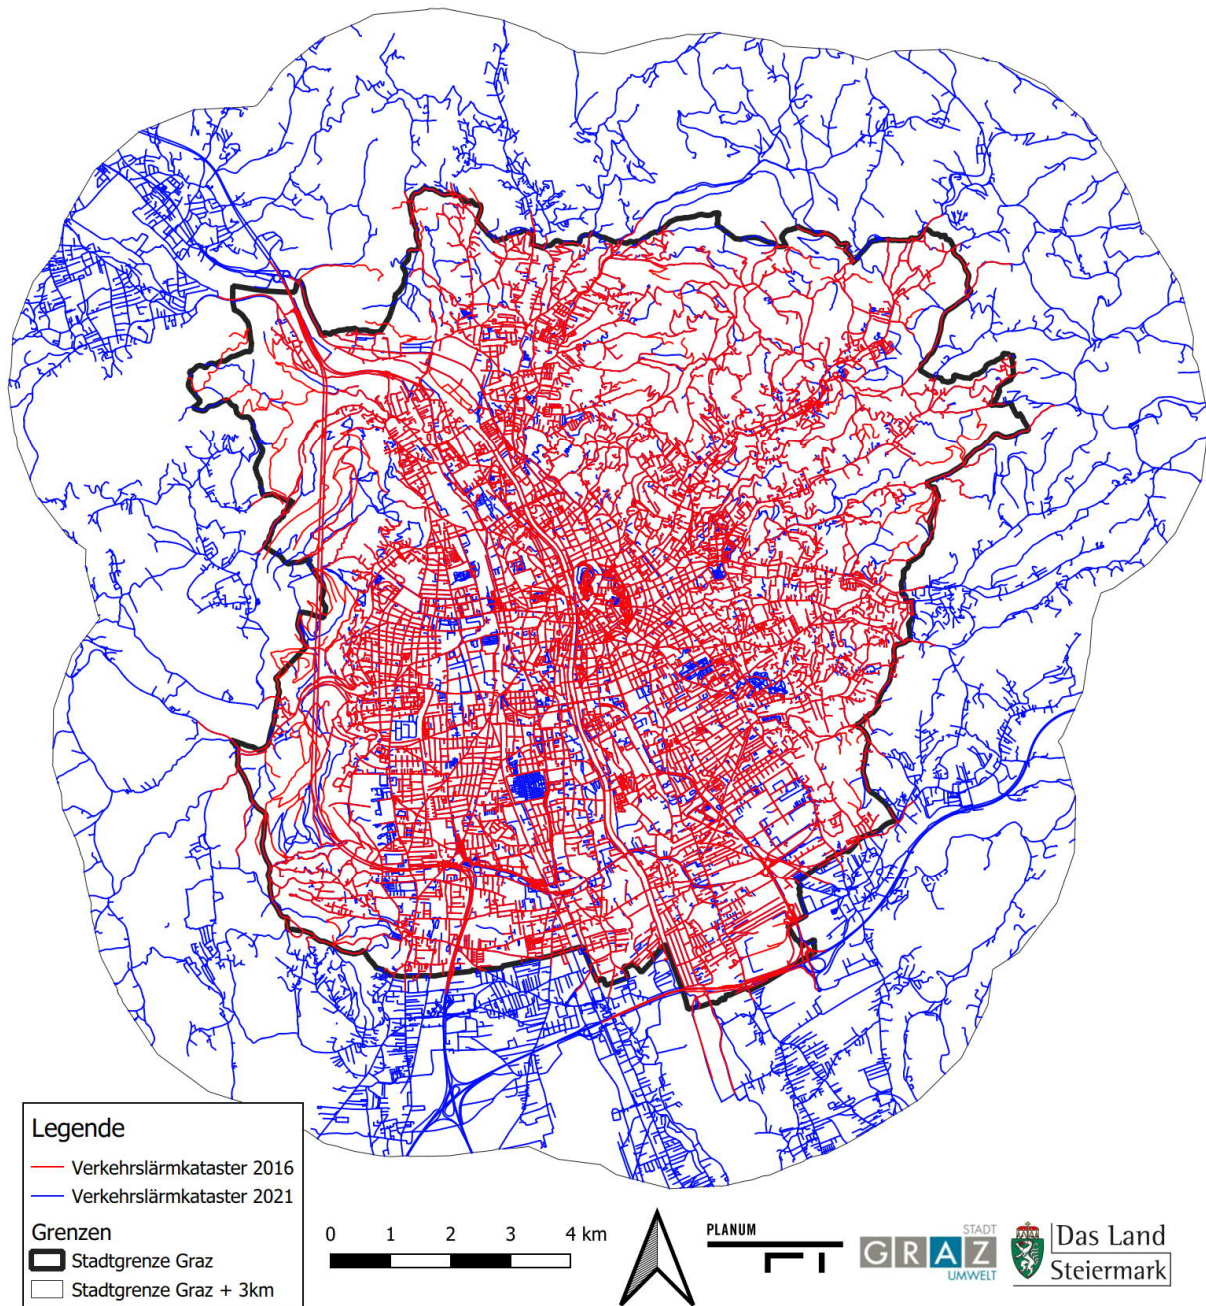 Legende
Verkehrslärmkataster 2016
Verkehrslärmkataster 2021
Grenzen
Stadtgrenze Graz
Stadtgrenze Graz + 3km
0 1 2 3 4 km
PLANUM
STADT
GRAZ
UMWELT
Das Land
Steiermark